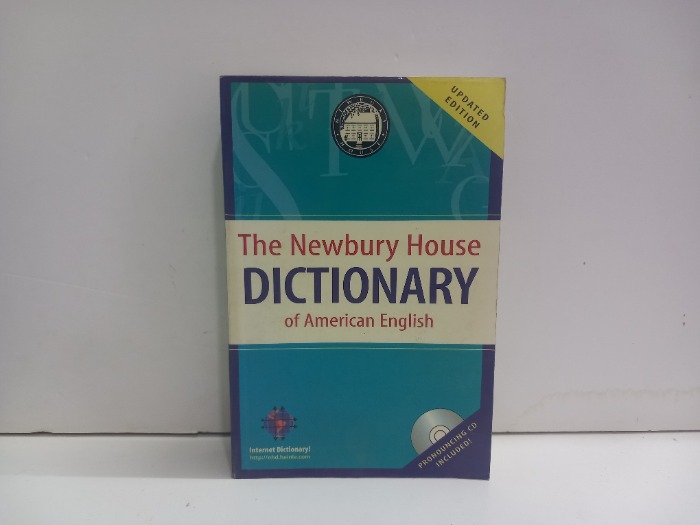 UPDATED
EDITION
The Newbury House
DICTIONARY
of American English
Internet Dictionary!
PRONOUNCING CD
INCLUDED!